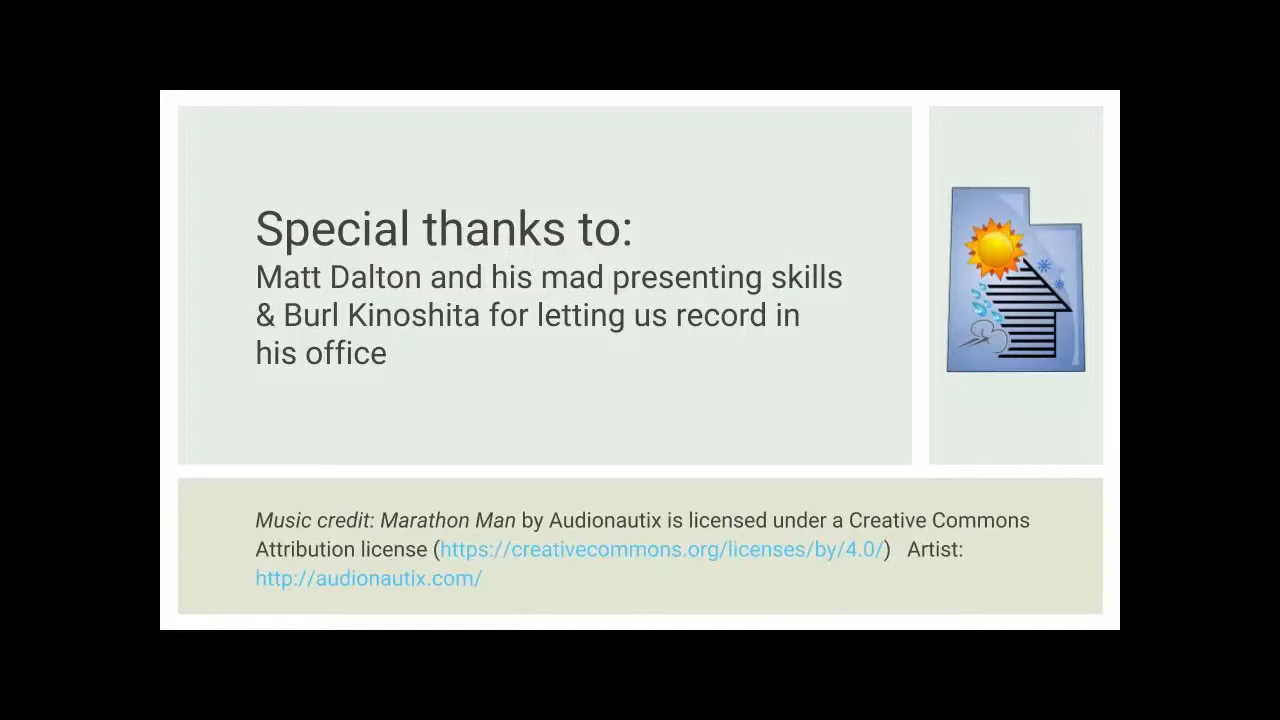 Special thanks to:
Matt Dalton and his mad presenting skills
& Burl Kinoshita for letting us record in
his office
Music credit: Marathon Man by Audionautix is licensed under a Creative Commons
Attribution license (https://creativecommons.org/licenses/by/4.0/) Artist:
http://audionautix.com/